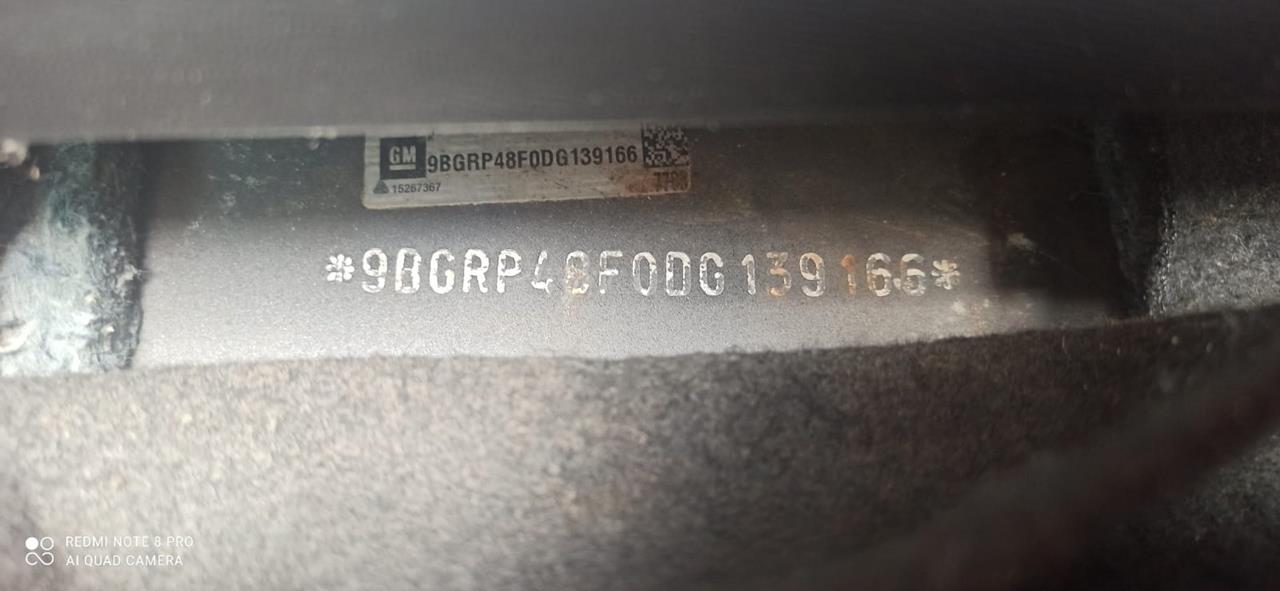 GM 9BGRP48F0DG139166
15267367
*9BGRP48F0DG139166*
REDMI NOTE 8 PRO
AI QUAD CAMERA